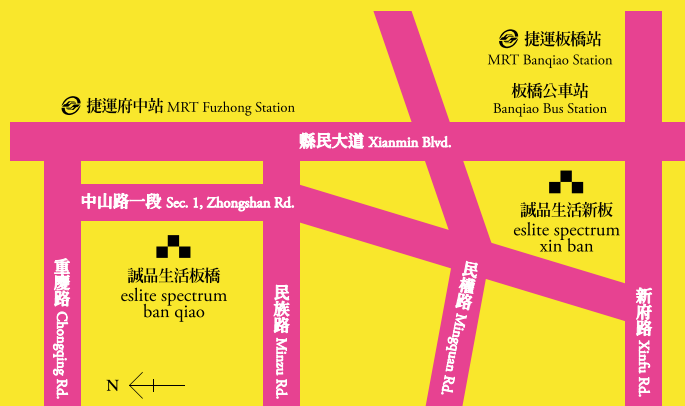 捷運板橋站
MRT Banqiao Station
板橋公車站
Banqiao Bus Station
捷運府中站 MRT Fuzhong Station
縣民大道 Xianmin Blvd.
中山路一段 Sec. 1, Zhongshan Rd.
誠品生活新板
eslite spectrum
xin ban
誠品生活板橋
eslite spectrum
ban qiao
重慶路 Chongqing Rd.
民族路 Minzu Rd.
民權路 Mingquan Rd.
新府路 Xinfu Rd.
N